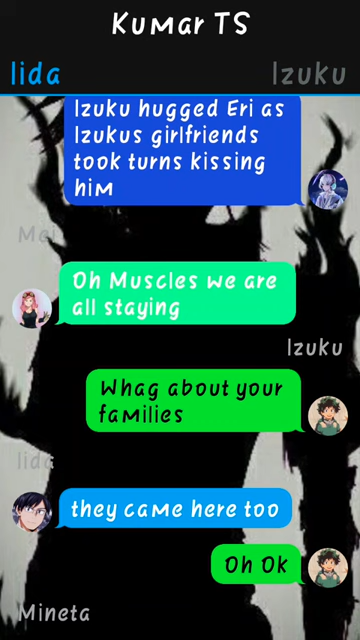 Kumar TS
Iida Izuku
Izuku hugged Eri as
Izukus girlfriends
took turns kissing
him
Mei
Oh Muscles we are
all staying
Izuku
Whag about your
families
Iida
they came here too
Oh Ok
Mineta